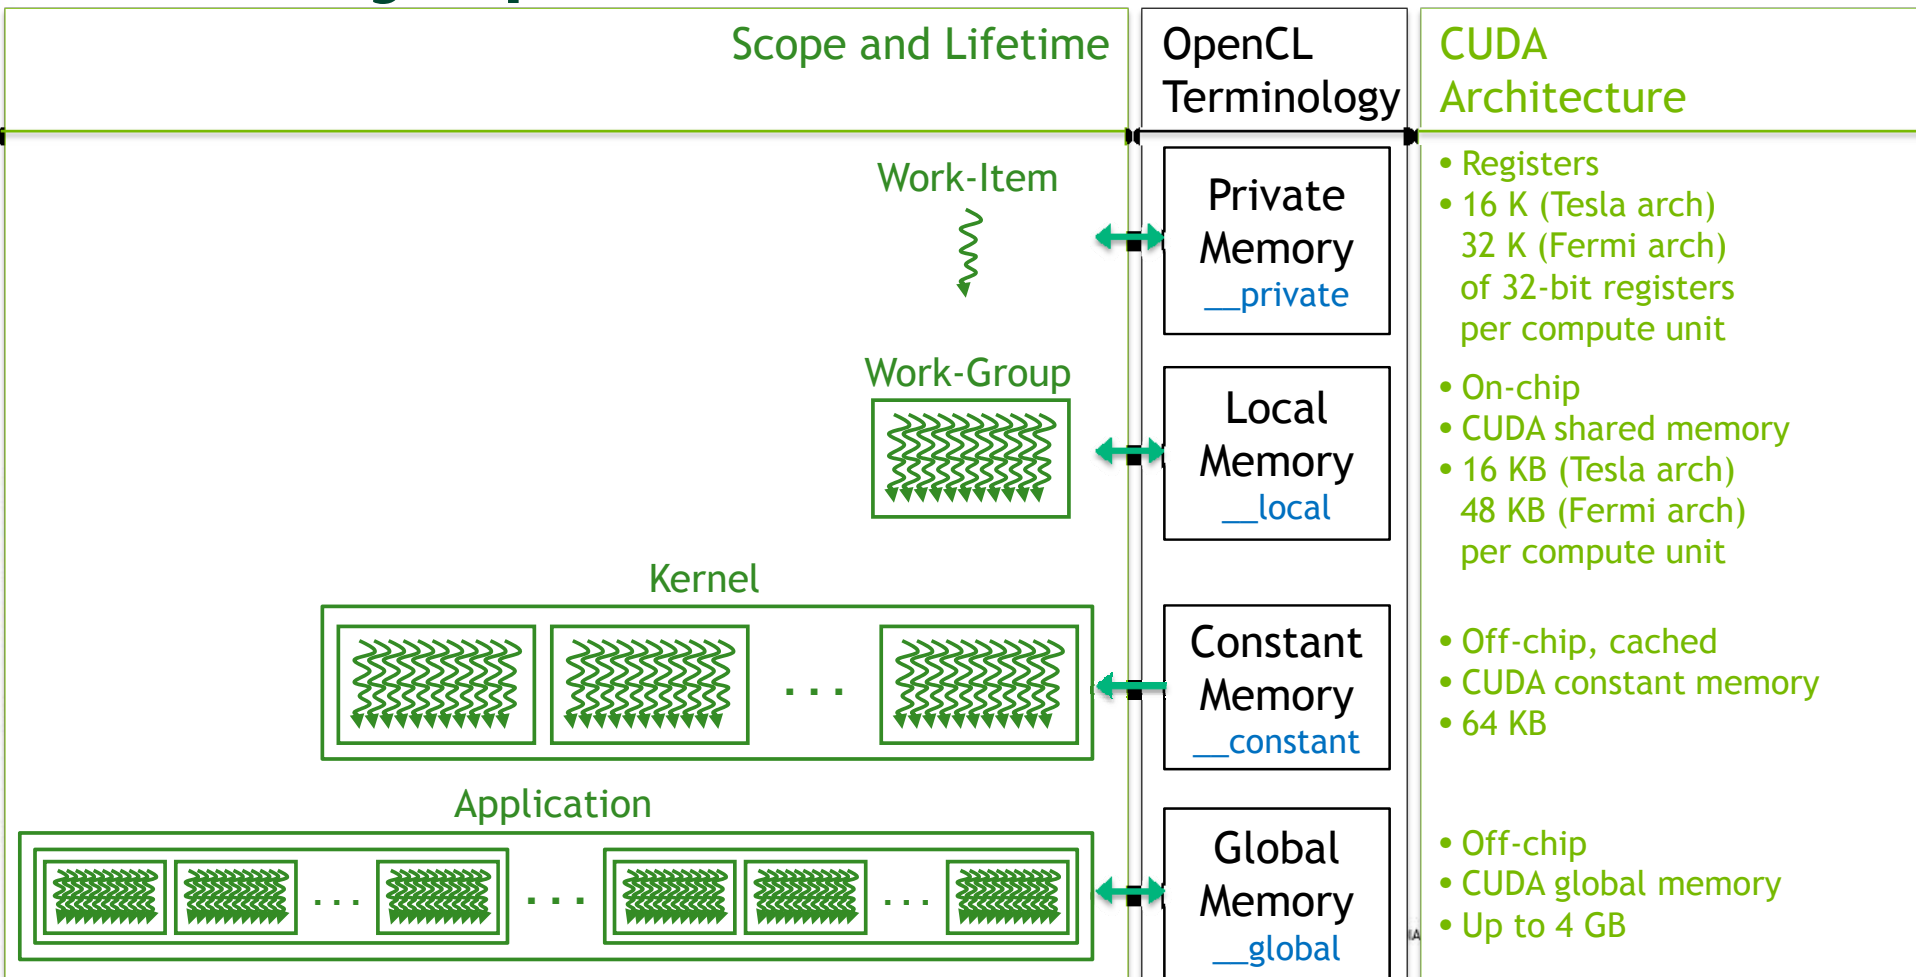 Scope and Lifetime
OpenCL
Terminology
CUDA
Architecture
Work-Item
Private
Memory
__private
• Registers
• 16 K (Tesla arch)
32 K (Fermi arch)
of 32-bit registers
per compute unit
Work-Group
Local
Memory
__local
• On-chip
• CUDA shared memory
• 16 KB (Tesla arch)
48 KB (Fermi arch)
per compute unit
Kernel
. . .
Constant
Memory
__constant
• Off-chip, cached
• CUDA constant memory
• 64 KB
Application
. . . . . . . . .
Global
Memory
__global
• Off-chip
• CUDA global memory
• Up to 4 GB